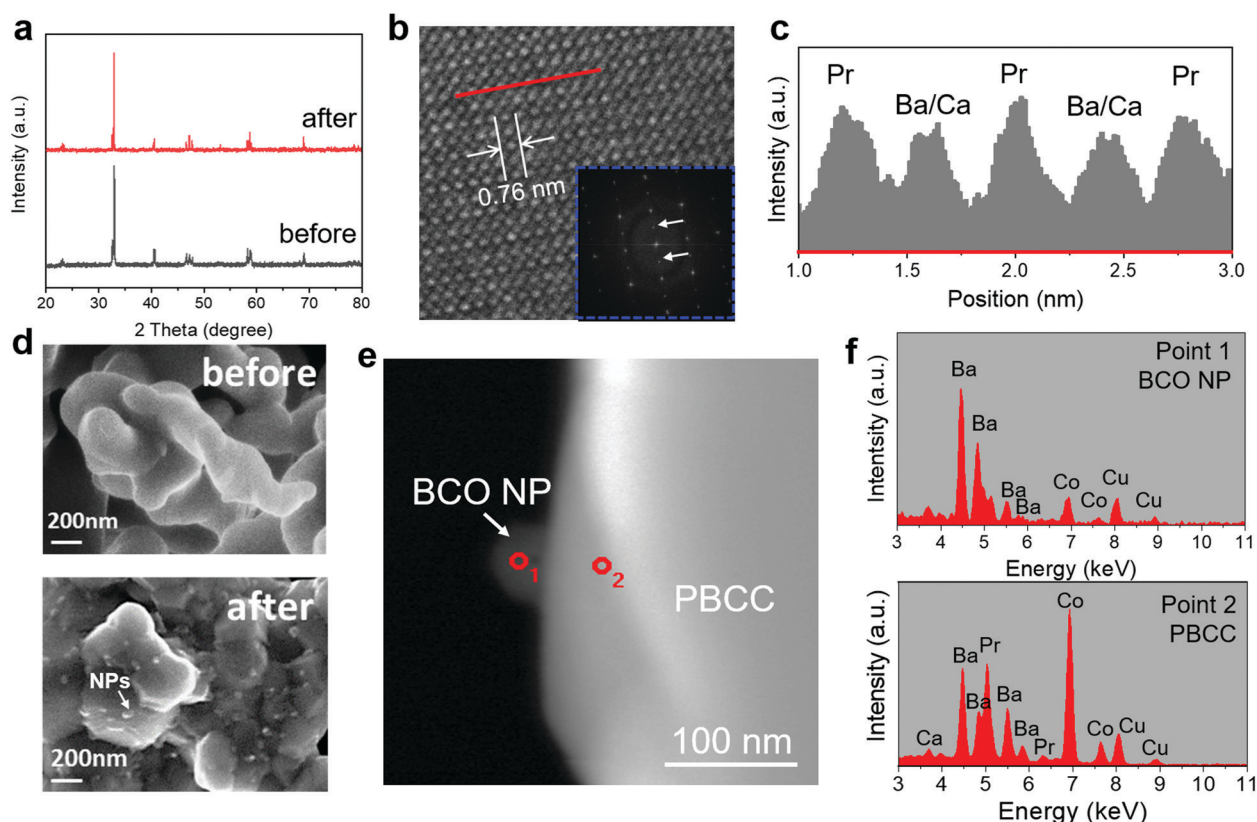 a
Intensity (a.u.)
after
before
20 30 40 50 60 70 80
2 Theta (degree)
b
0.76 nm
c
Intensity (a.u.)
Pr
Ba/Ca
Pr
Ba/Ca
Pr
1.0 1.5 2.0 2.5 3.0
Position (nm)
d
before
200nm
after
NPs
200nm
e
BCO NP
1
2
PBCC
100 nm
f
Intentsity (a.u.)
Point 1
BCO NP
Ba
Ba
Ba
Ba
Co
Co
Cu
Cu
3 4 5 6 7 8 9 10 11
Energy (keV)
Intensity (a.u.)
Point 2
PBCC
Ca
Ba
Ba
Pr
Ba
Ba
Pr
Co
Co
Cu
Cu
3 4 5 6 7 8 9 10 11
Energy (keV)